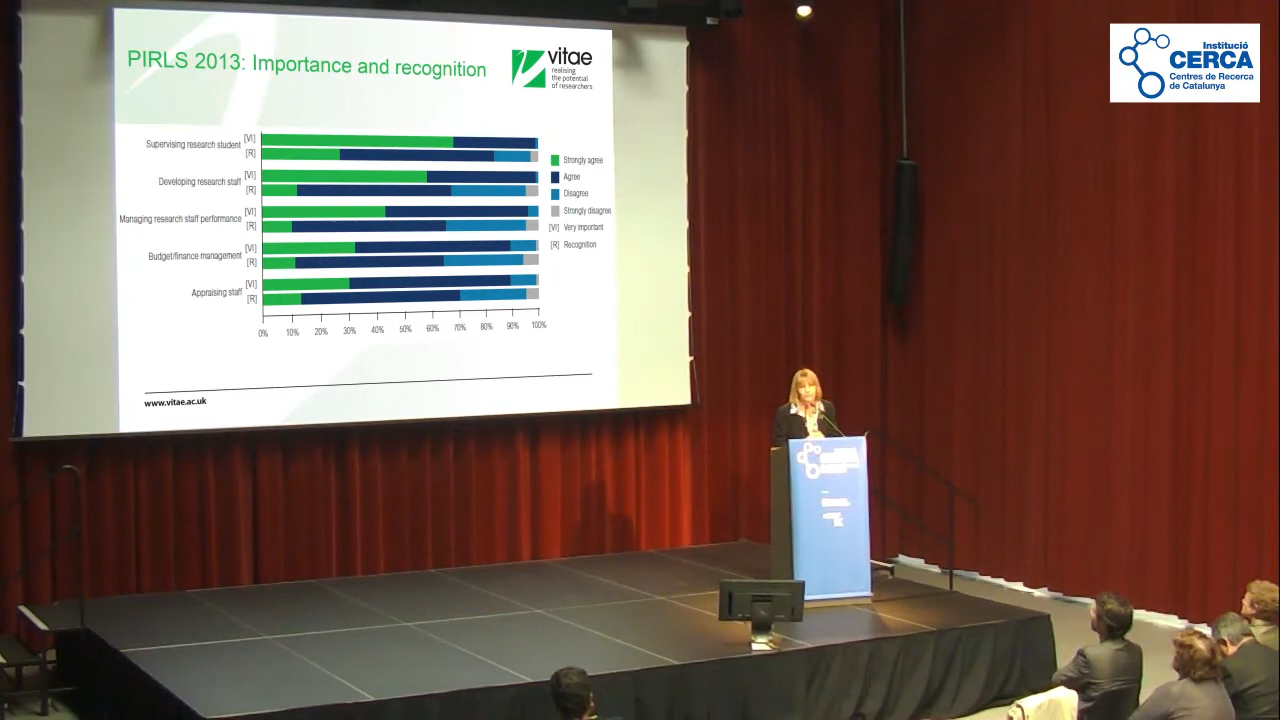 PIRLS 2013: Importance and recognition
vitae
realising
the potential
of researchers
Institució
CERCA
Centres de Recerca
de Catalunya
Supervising research student
[VI]
[R]
Developing research staff
[VI]
[R]
Managing research staff performance
[VI]
[R]
Budget/finance management
[VI]
[R]
Appraising staff
[VI]
[R]
0% 10% 20% 30% 40% 50% 60% 70% 80% 90% 100%
Strongly agree
Agree
Disagree
Strongly disagree
[VI] Very important
[R] Recognition
www.vitae.ac.uk